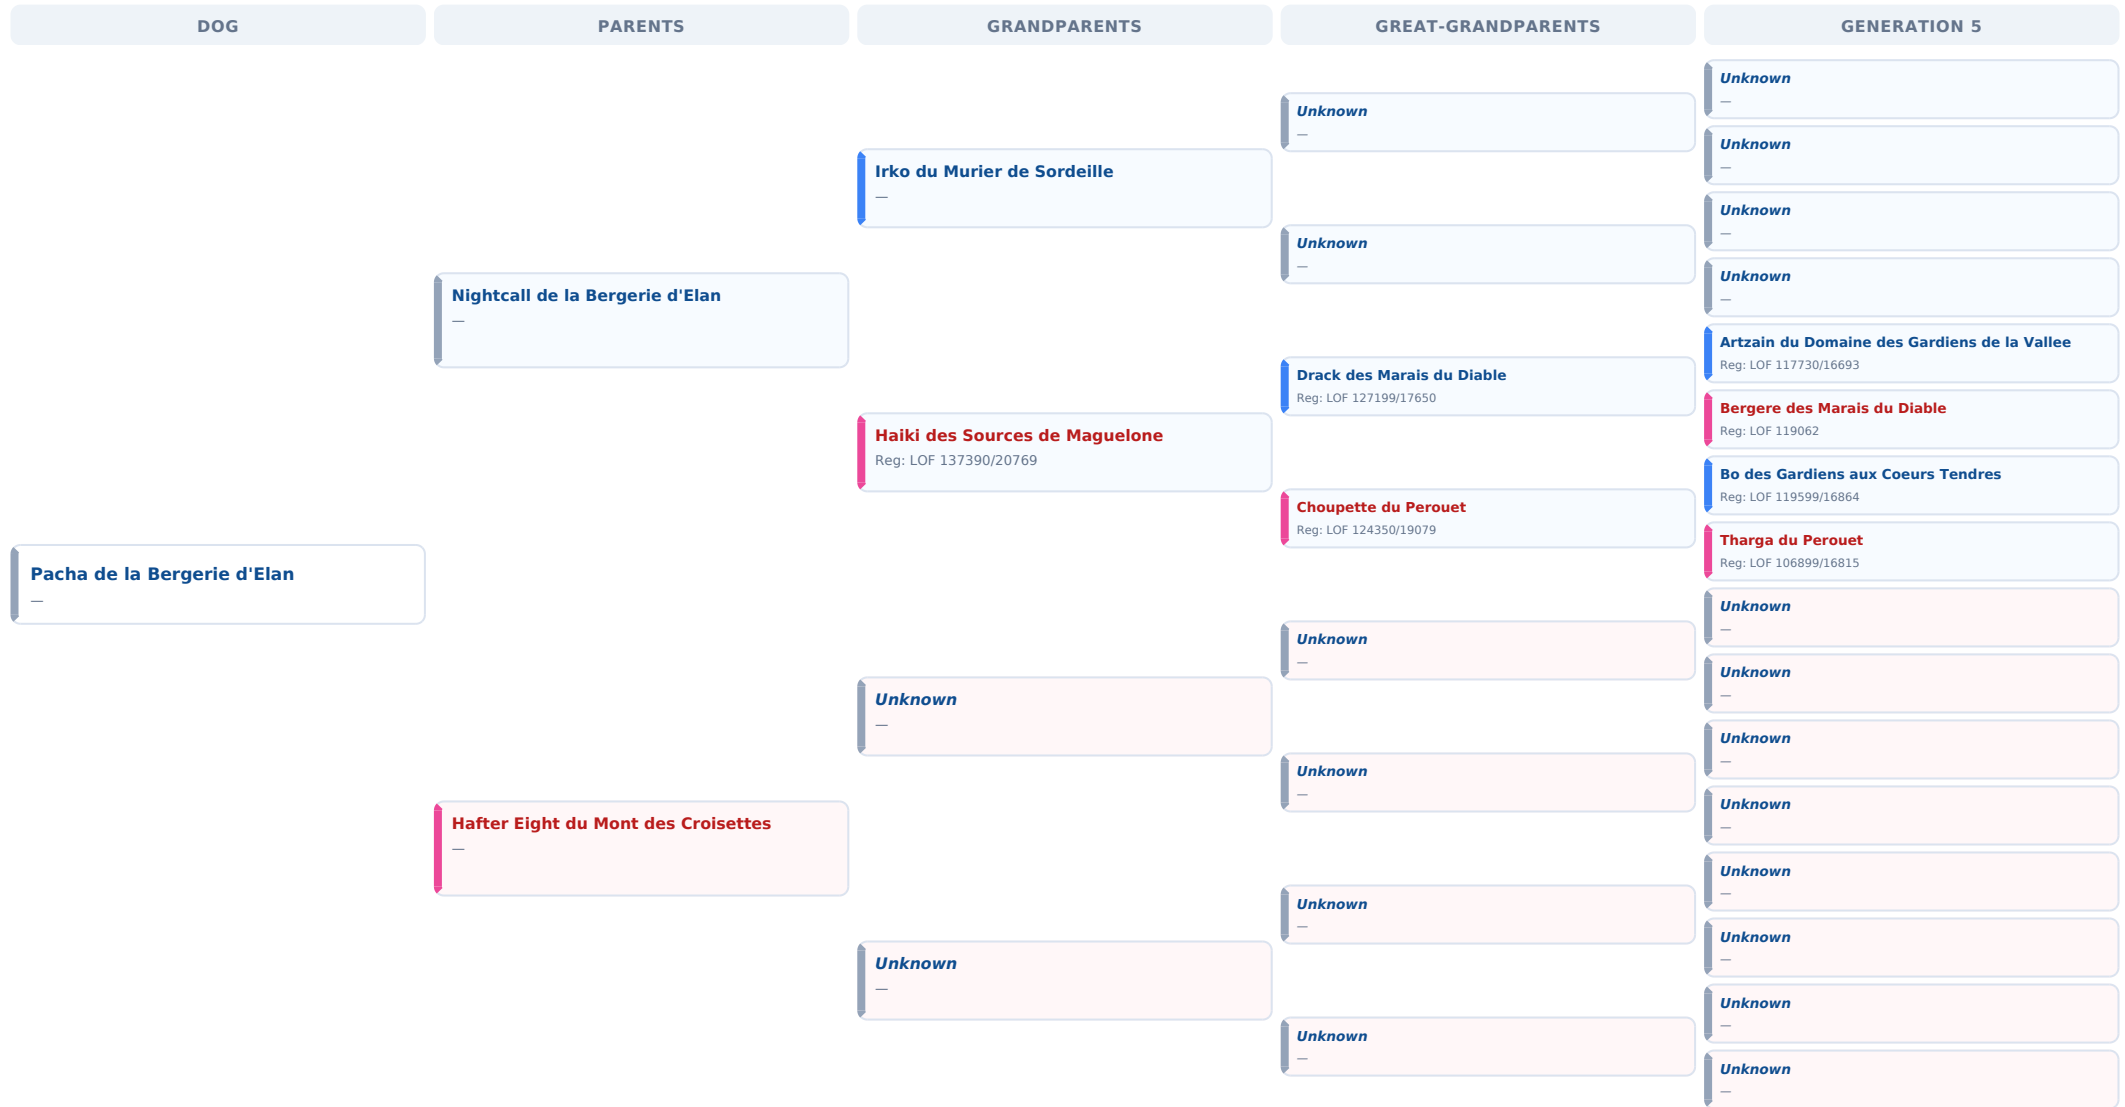 DOG
PARENTS
GRANDPARENTS
GREAT-GRANDPARENTS
GENERATION 5
Pacha de la Bergerie d'Elan
—
Nightcall de la Bergerie d'Elan
—
Hafter Eight du Mont des Croisettes
—
Irko du Murier de Sordeille
—
Haiki des Sources de Maguelone
Reg: LOF 137390/20769
Unknown
—
Unknown
—
Unknown
—
Unknown
—
Drack des Marais du Diable
Reg: LOF 127199/17650
Choupette du Perouet
Reg: LOF 124350/19079
Unknown
—
Unknown
—
Unknown
—
Unknown
—
Unknown
—
Unknown
—
Unknown
—
Unknown
—
Artzain du Domaine des Gardiens de la Vallee
Reg: LOF 117730/16693
Bergere des Marais du Diable
Reg: LOF 119062
Bo des Gardiens aux Coeurs Tendres
Reg: LOF 119599/16864
Tharga du Perouet
Reg: LOF 106899/16815
Unknown
—
Unknown
—
Unknown
—
Unknown
—
Unknown
—
Unknown
—
Unknown
—
Unknown
—